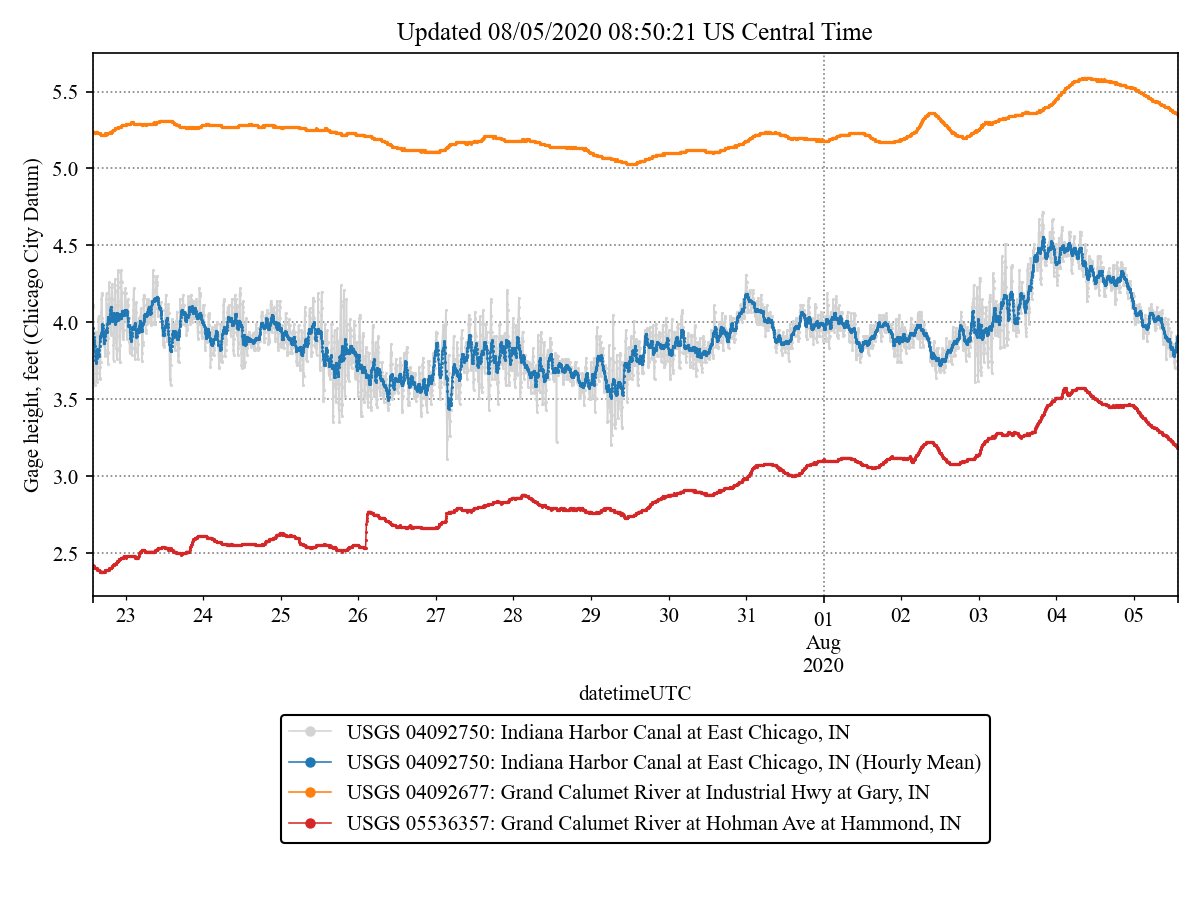 Updated 08/05/2020 08:50:21 US Central Time
Gage height, feet (Chicago City Datum)
5.5
5.0
4.5
4.0
3.5
3.0
2.5
23 24 25 26 27 28 29 30 31 01 02 03 04 05
Aug
2020
datetimeUTC
USGS 04092750: Indiana Harbor Canal at East Chicago, IN
USGS 04092750: Indiana Harbor Canal at East Chicago, IN (Hourly Mean)
USGS 04092677: Grand Calumet River at Industrial Hwy at Gary, IN
USGS 05536357: Grand Calumet River at Hohman Ave at Hammond, IN